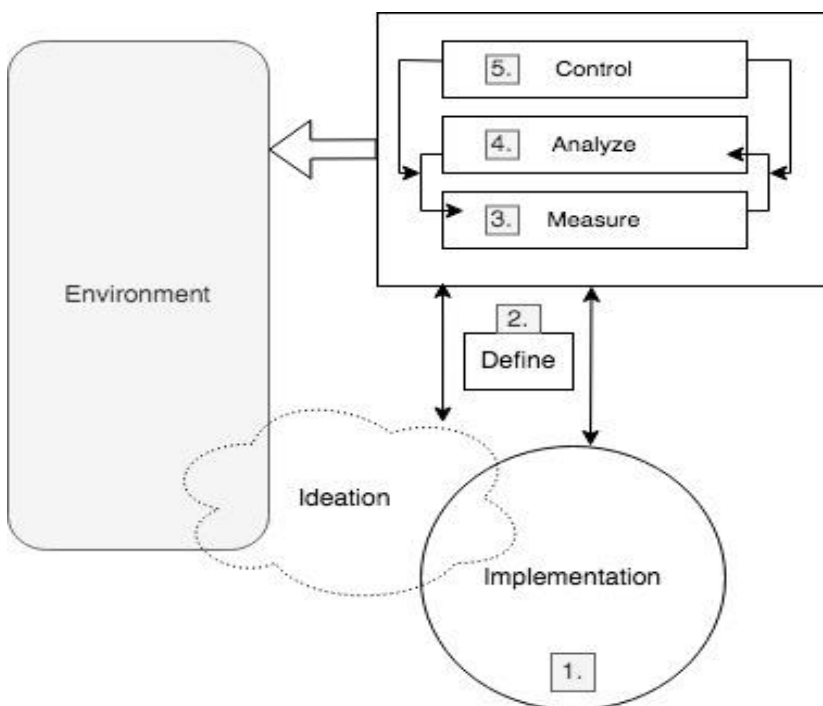 5. Control
4. Analyze
3. Measure
Environment
2.
Define
Ideation
Implementation
1.